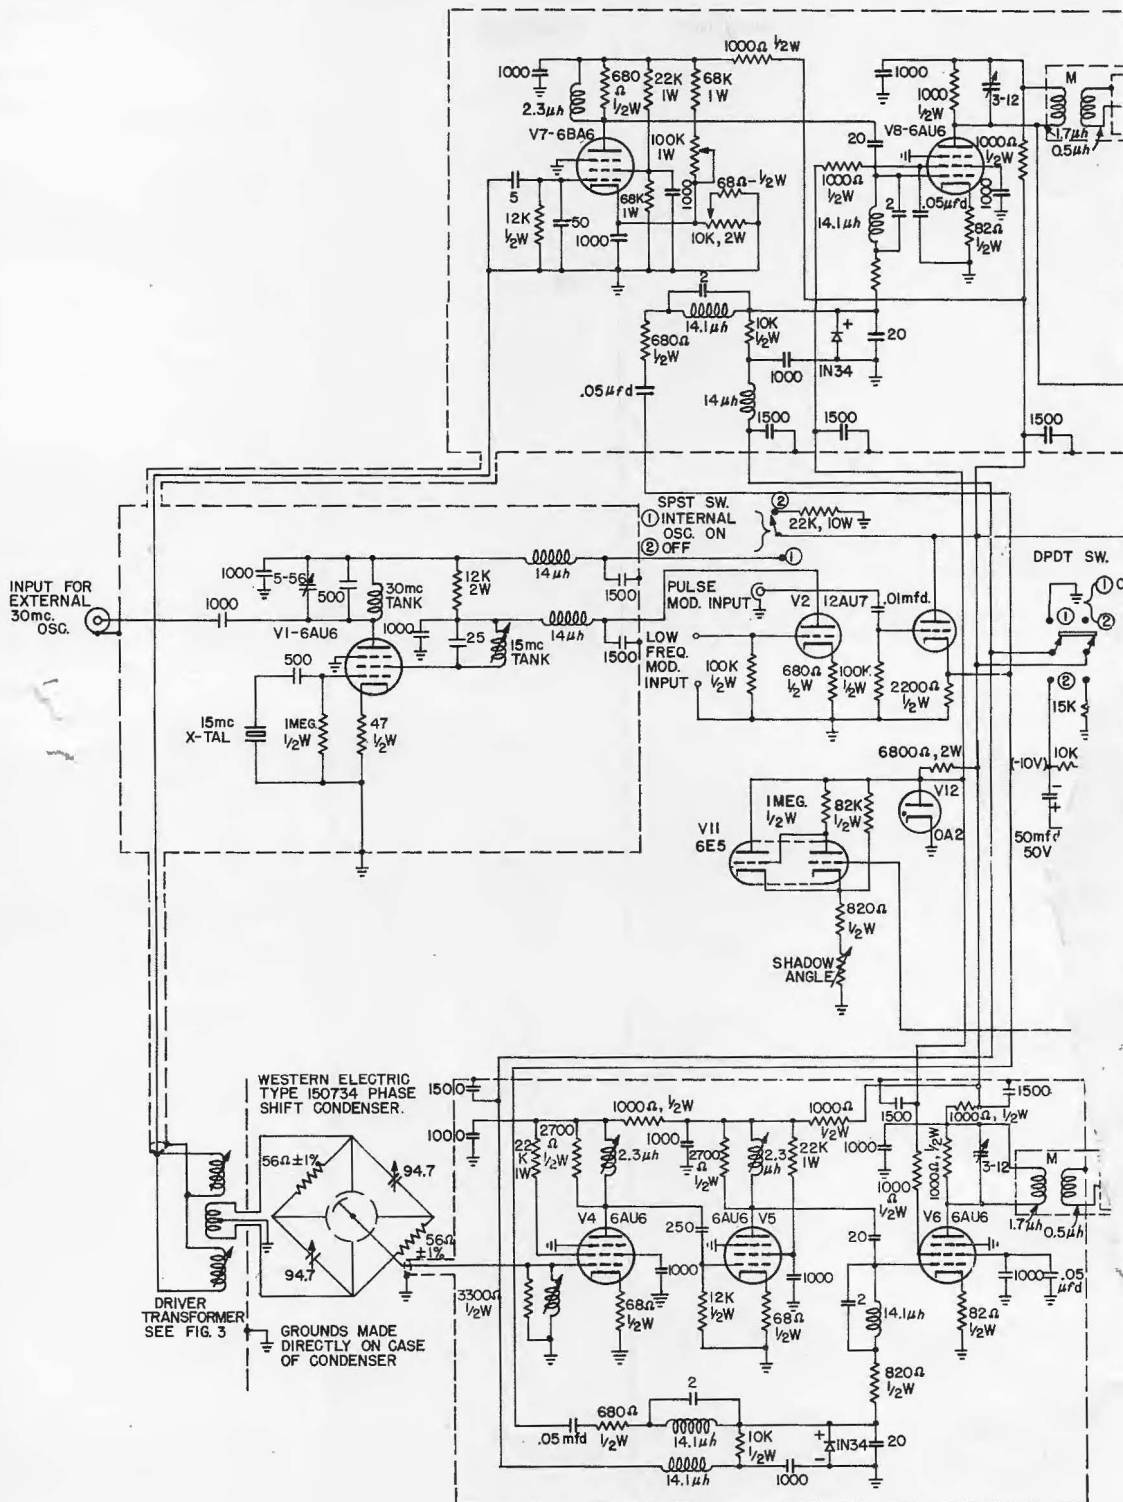 1000Ω ½W
1000
680
Ω
½W
22K
1W
68K
1W
2.3µh
V7-6BA6
100K
1W
68Ω-½W
5
12K
½W
50
1000
68K
1W
1000
10K, 2W
1000
1000
½W
3-12
M
1.7µh
0.5µh
V8-6AU6
1000Ω
½W
20
1000Ω
½W
2
.05µfd
1000
14.1µh
82Ω
½W
2
14.1µh
680Ω
½W
10K
½W
+
1N34
20
1000
.05µfd
14µh
1500
1500
1500
SPST SW.
① INTERNAL
OSC. ON
② OFF
②
22K, 10W
①
INPUT FOR
EXTERNAL
30mc.
OSC.
1000
1000
5-56
500
30mc
TANK
12K
2W
14µh
1500
V1-6AU6
1000
25
15mc
TANK
14µh
1500
500
15mc
X-TAL
1MEG.
½W
47
½W
PULSE
MOD. INPUT
V2
12AU7
.01mfd.
LOW
FREQ.
MOD.
INPUT
100K
½W
680Ω
½W
100K
½W
2200Ω
½W
DPDT SW.
①
① O
②
②
15K
(-10V)
10K
-
+
50mfd
50V
6800Ω, 2W
V12
OA2
V11
6E5
1MEG.
½W
82K
½W
820Ω
½W
SHADOW
ANGLE
WESTERN ELECTRIC
TYPE 150734 PHASE
SHIFT CONDENSER.
56Ω±1%
94.7
94.7
56Ω
±1%
DRIVER
TRANSFORMER
SEE FIG. 3
GROUNDS MADE
DIRECTLY ON CASE
OF CONDENSER
1500
1000
22
K
1W
2700
Ω
½W
1000Ω, ½W
2.3µh
1000
2700
Ω
½W
2.3
µh
1000Ω
½W
22K
1W
V4
6AU6
250
6AU6
V5
3300Ω
½W
1000
68Ω
½W
12K
½W
68Ω
½W
1000
1500
1500
1000Ω, ½W
1000
1000
Ω
½W
1000Ω ½W
3-12
M
1.7µh
0.5µh
V6
6AU6
20
1000
.05
µfd
2
14.1µh
82Ω
½W
820Ω
½W
2
680Ω
½W
.05 mfd
14.1µh
10K
½W
+
-
1N34
20
14.1µh
1000